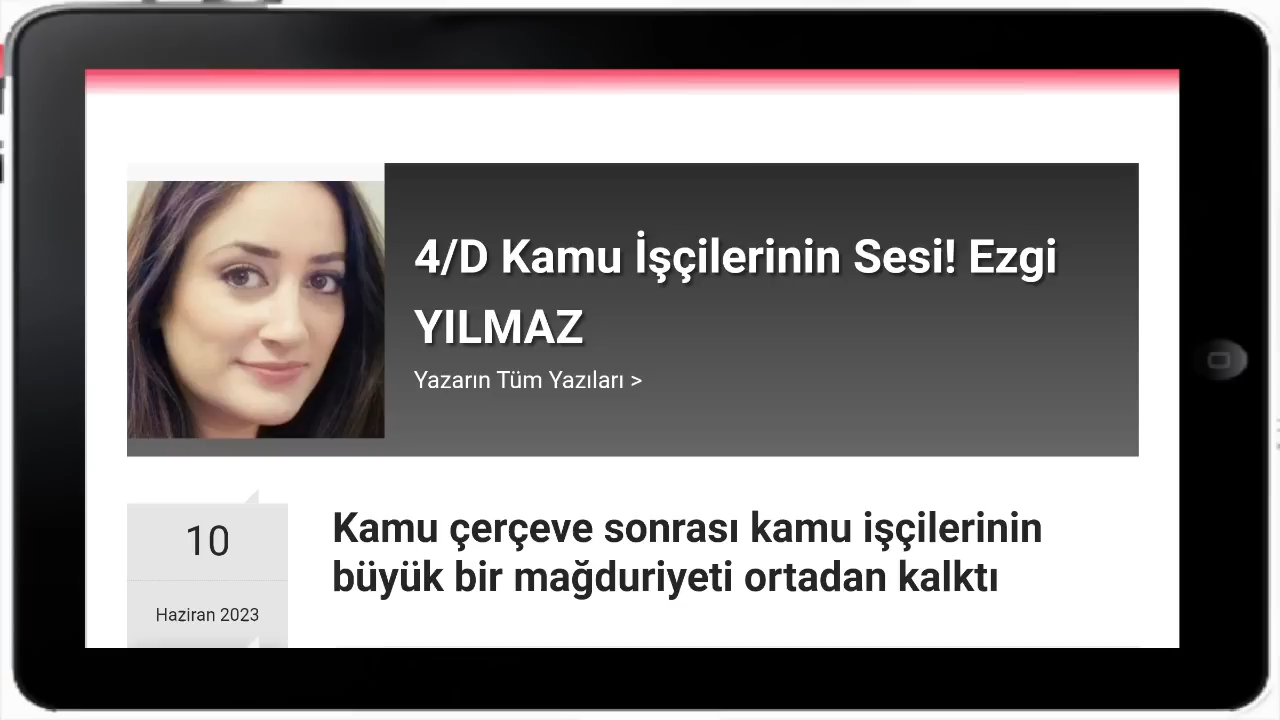 4/D Kamu İşçilerinin Sesi! Ezgi
YILMAZ
Yazarın Tüm Yazıları >
10
Haziran 2023
Kamu çerçeve sonrası kamu işçilerinin
büyük bir mağduriyeti ortadan kalktı